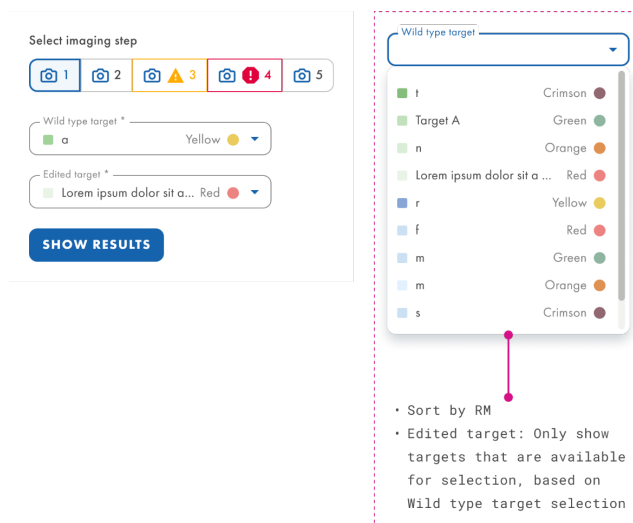 Select imaging step
1 2 3 4 5
Wild type target *
a Yellow
Edited target *
Lorem ipsum dolor sit a... Red
SHOW RESULTS
Wild type target
t Crimson
Target A Green
n Orange
Lorem ipsum dolor sit a ... Red
r Yellow
f Red
m Green
m Orange
s Crimson
• Sort by RM
• Edited target: Only show
targets that are available
for selection, based on
Wild type target selection